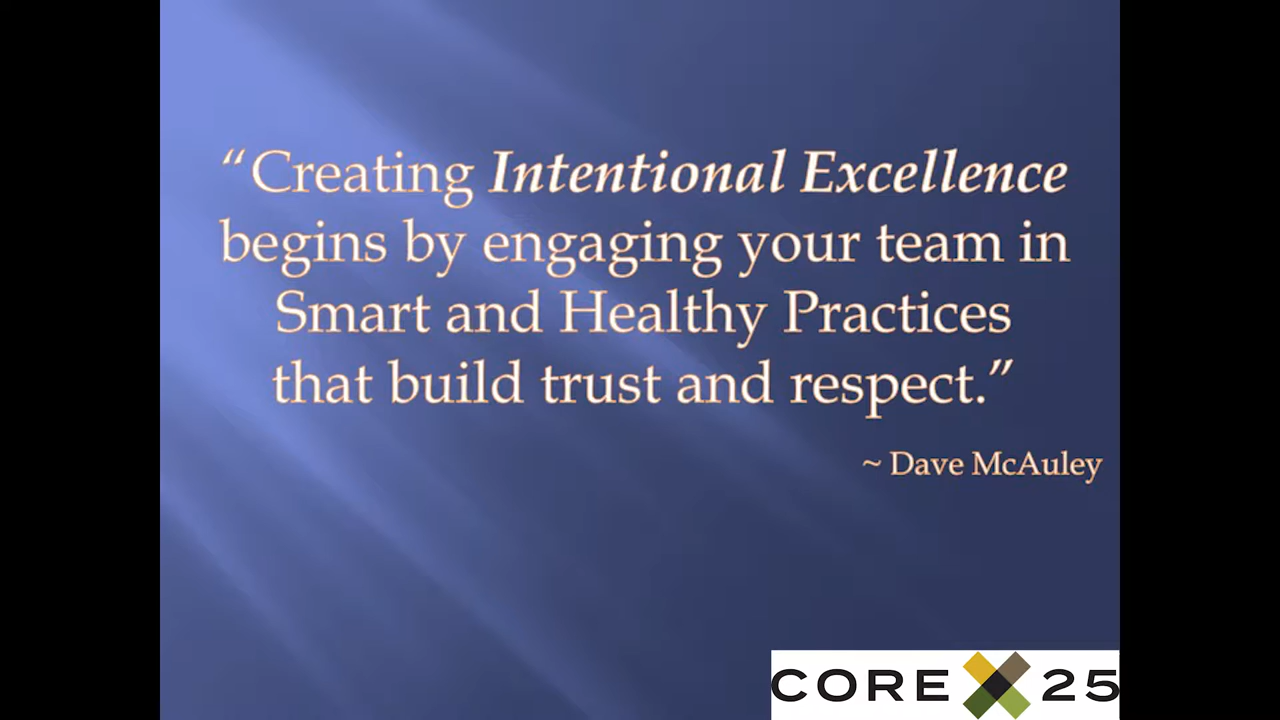 “Creating Intentional Excellence
begins by engaging your team in
Smart and Healthy Practices
that build trust and respect.”
~ Dave McAuley
CORE X 25